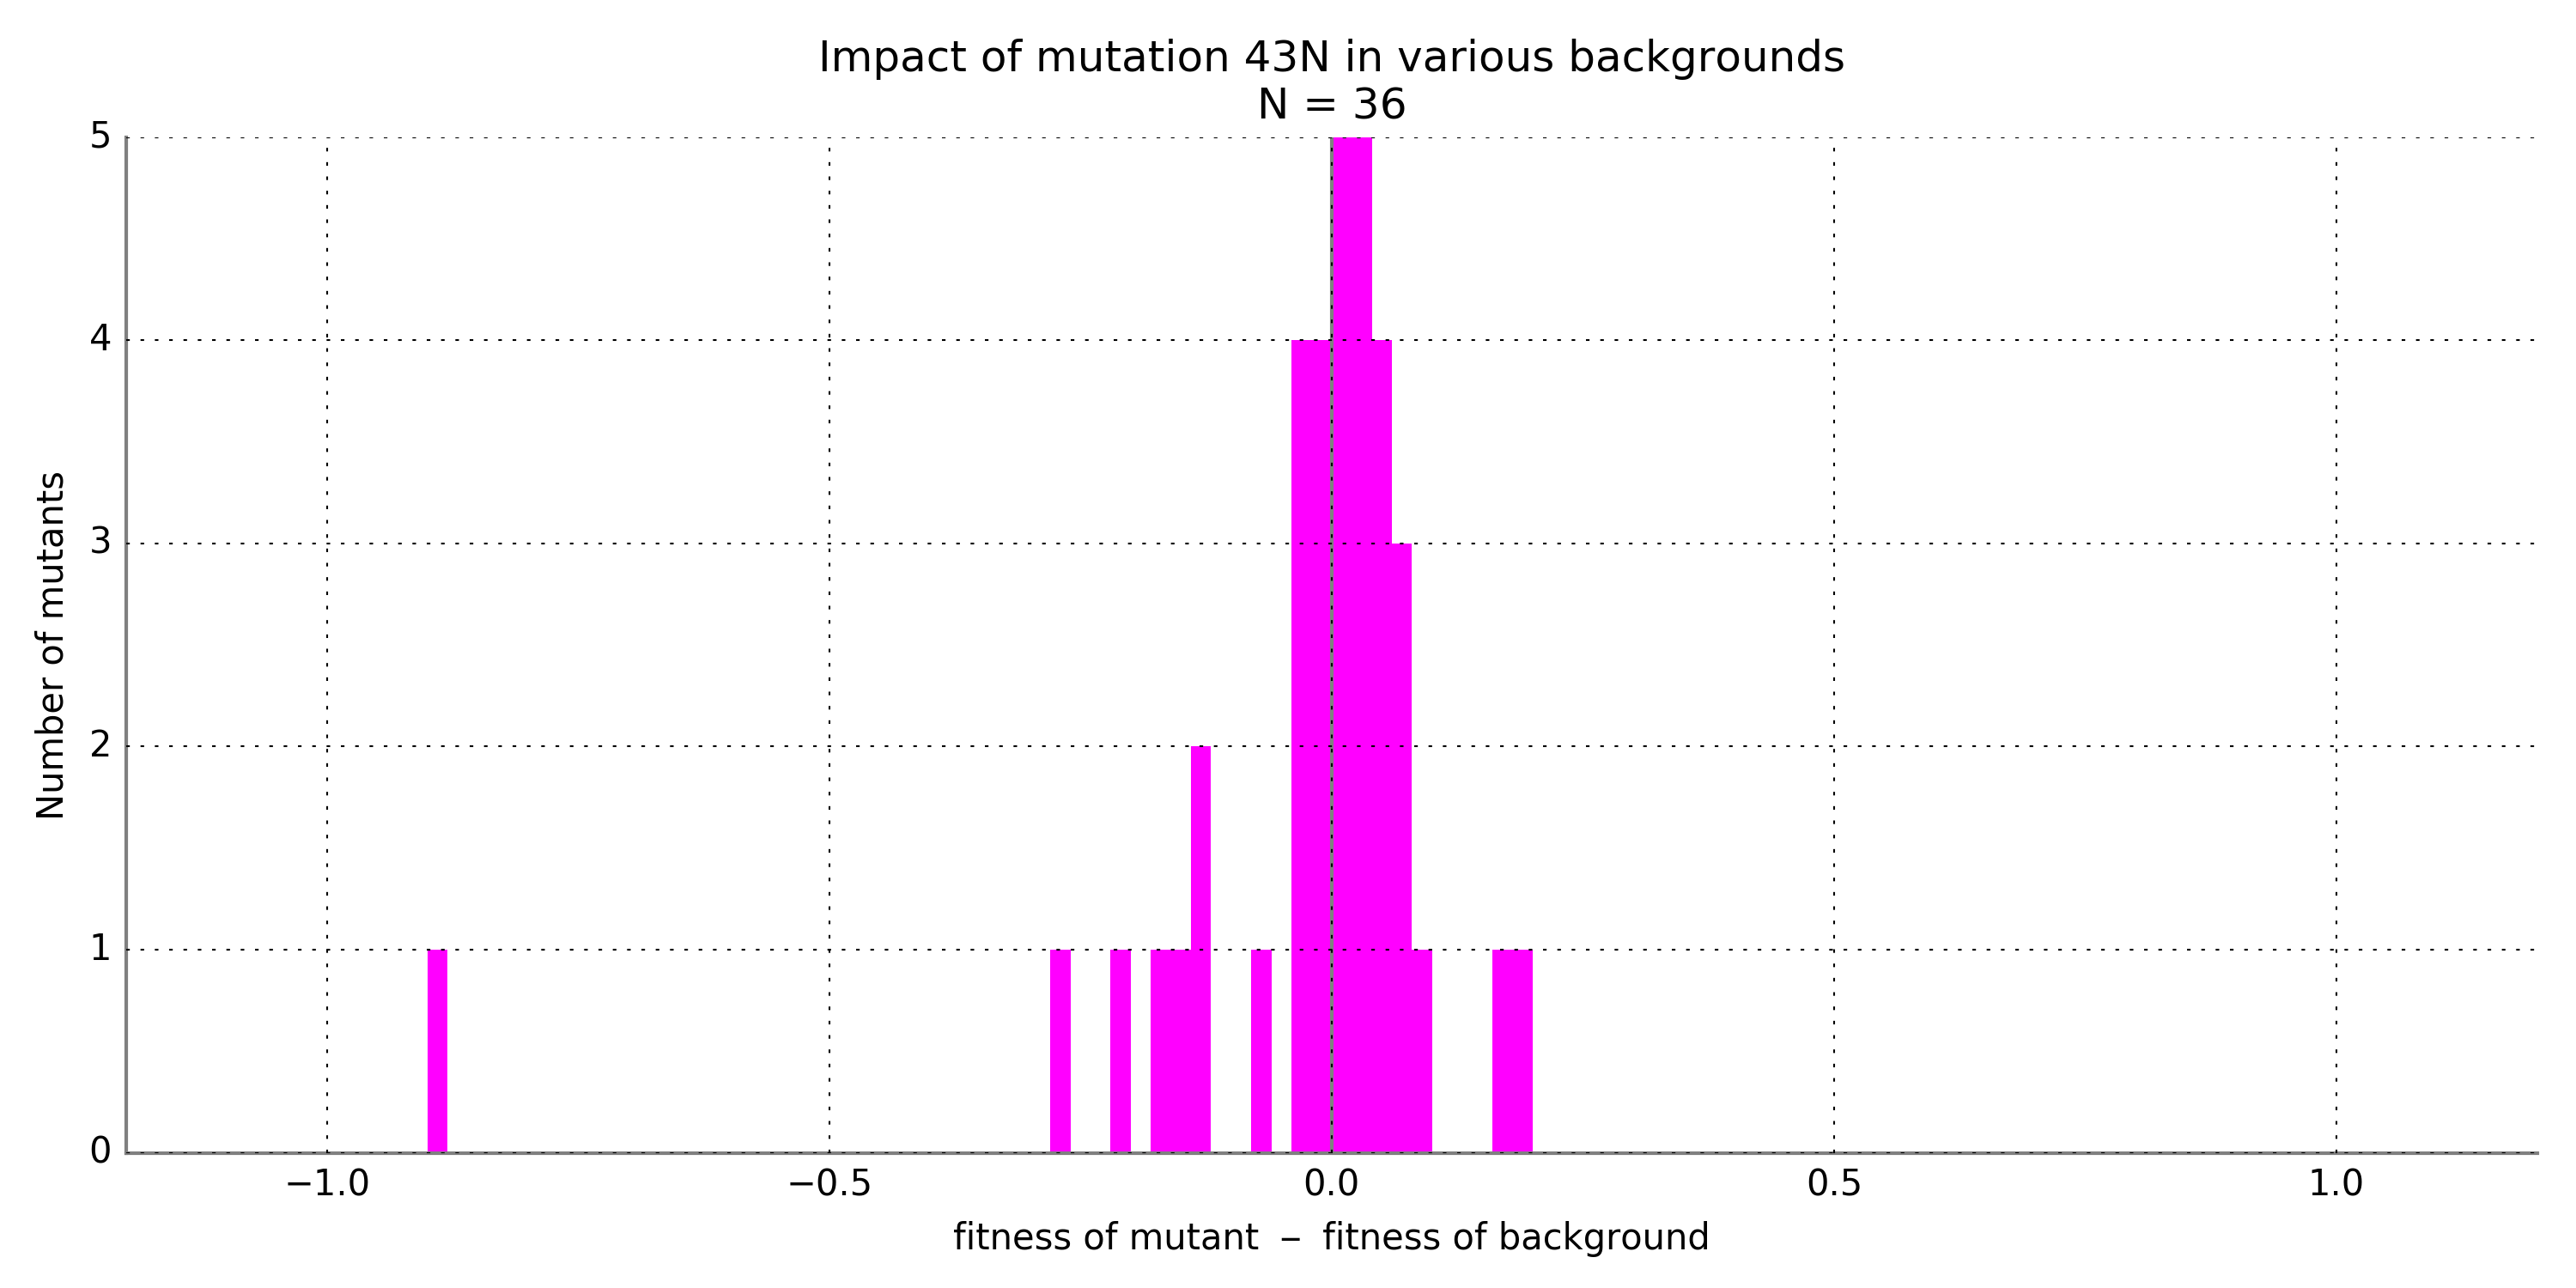 Impact of mutation 43N in various backgrounds
N = 36
5
4
3
2
1
0
Number of mutants
−1.0
−0.5
0.0
0.5
1.0
fitness of mutant – fitness of background